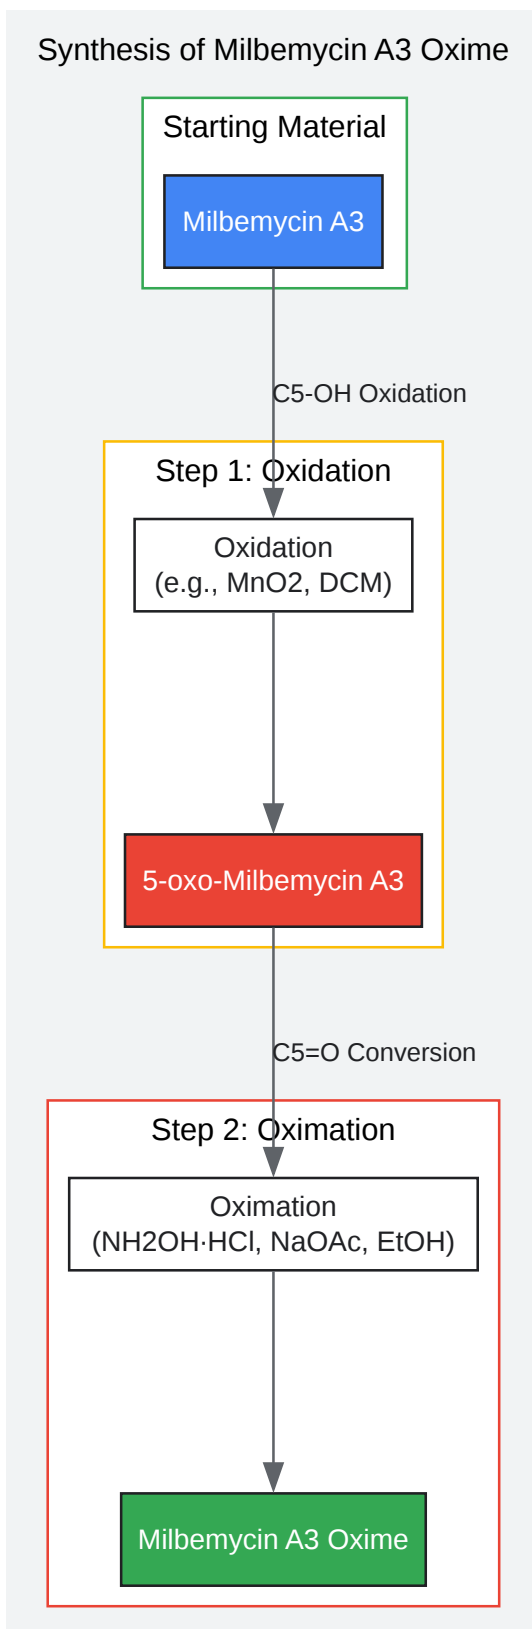 Synthesis of Milbemycin A3 Oxime
Starting Material
Milbemycin A3
C5-OH Oxidation
Step 1: Oxidation
Oxidation
(e.g., MnO2, DCM)
5-oxo-Milbemycin A3
C5=O Conversion
Step 2: Oximation
Oximation
(NH2OH·HCl, NaOAc, EtOH)
Milbemycin A3 Oxime